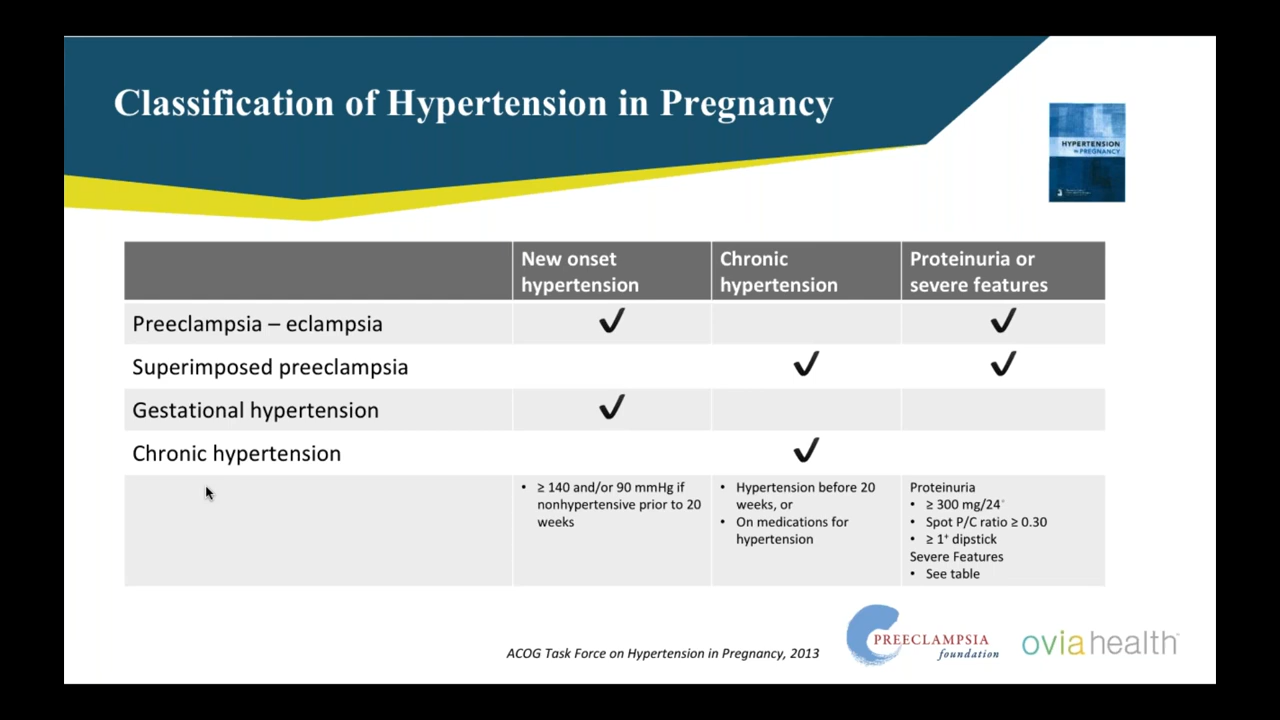 Classification of Hypertension in Pregnancy
HYPERTENSION
IN PREGNANCY
New onset
hypertension
Chronic
hypertension
Proteinuria or
severe features
Preeclampsia – eclampsia
✔
✔
Superimposed preeclampsia
✔
✔
Gestational hypertension
✔
Chronic hypertension
✔
• ≥ 140 and/or 90 mmHg if
nonhypertensive prior to 20
weeks
• Hypertension before 20
weeks, or
• On medications for
hypertension
Proteinuria
• ≥ 300 mg/24
• Spot P/C ratio ≥ 0.30
• ≥ 1⁺ dipstick
Severe Features
• See table
ACOG Task Force on Hypertension in Pregnancy, 2013
PREECLAMPSIA
foundation
ovia health